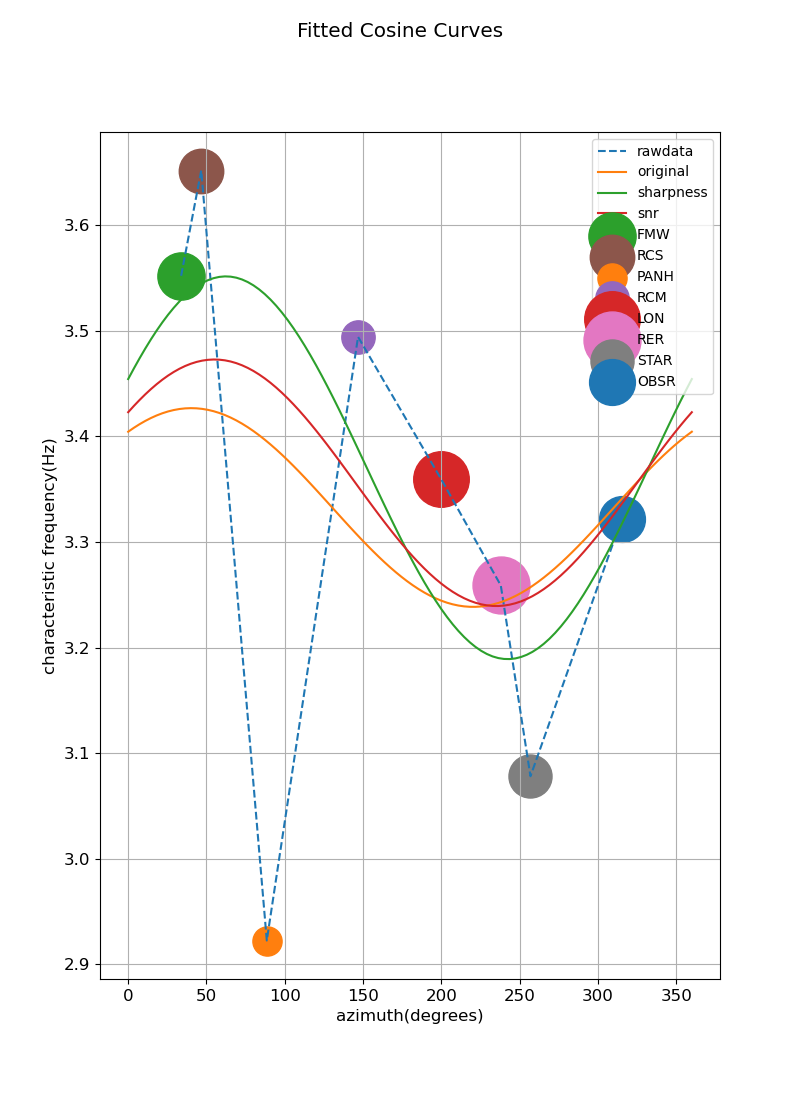 Fitted Cosine Curves
rawdata
original
sharpness
snr
FMW
RCS
PANH
RCM
LON
RER
STAR
OBSR
characteristic frequency(Hz)
3.6
3.5
3.4
3.3
3.2
3.1
3.0
2.9
0 50 100 150 200 250 300 350
azimuth(degrees)